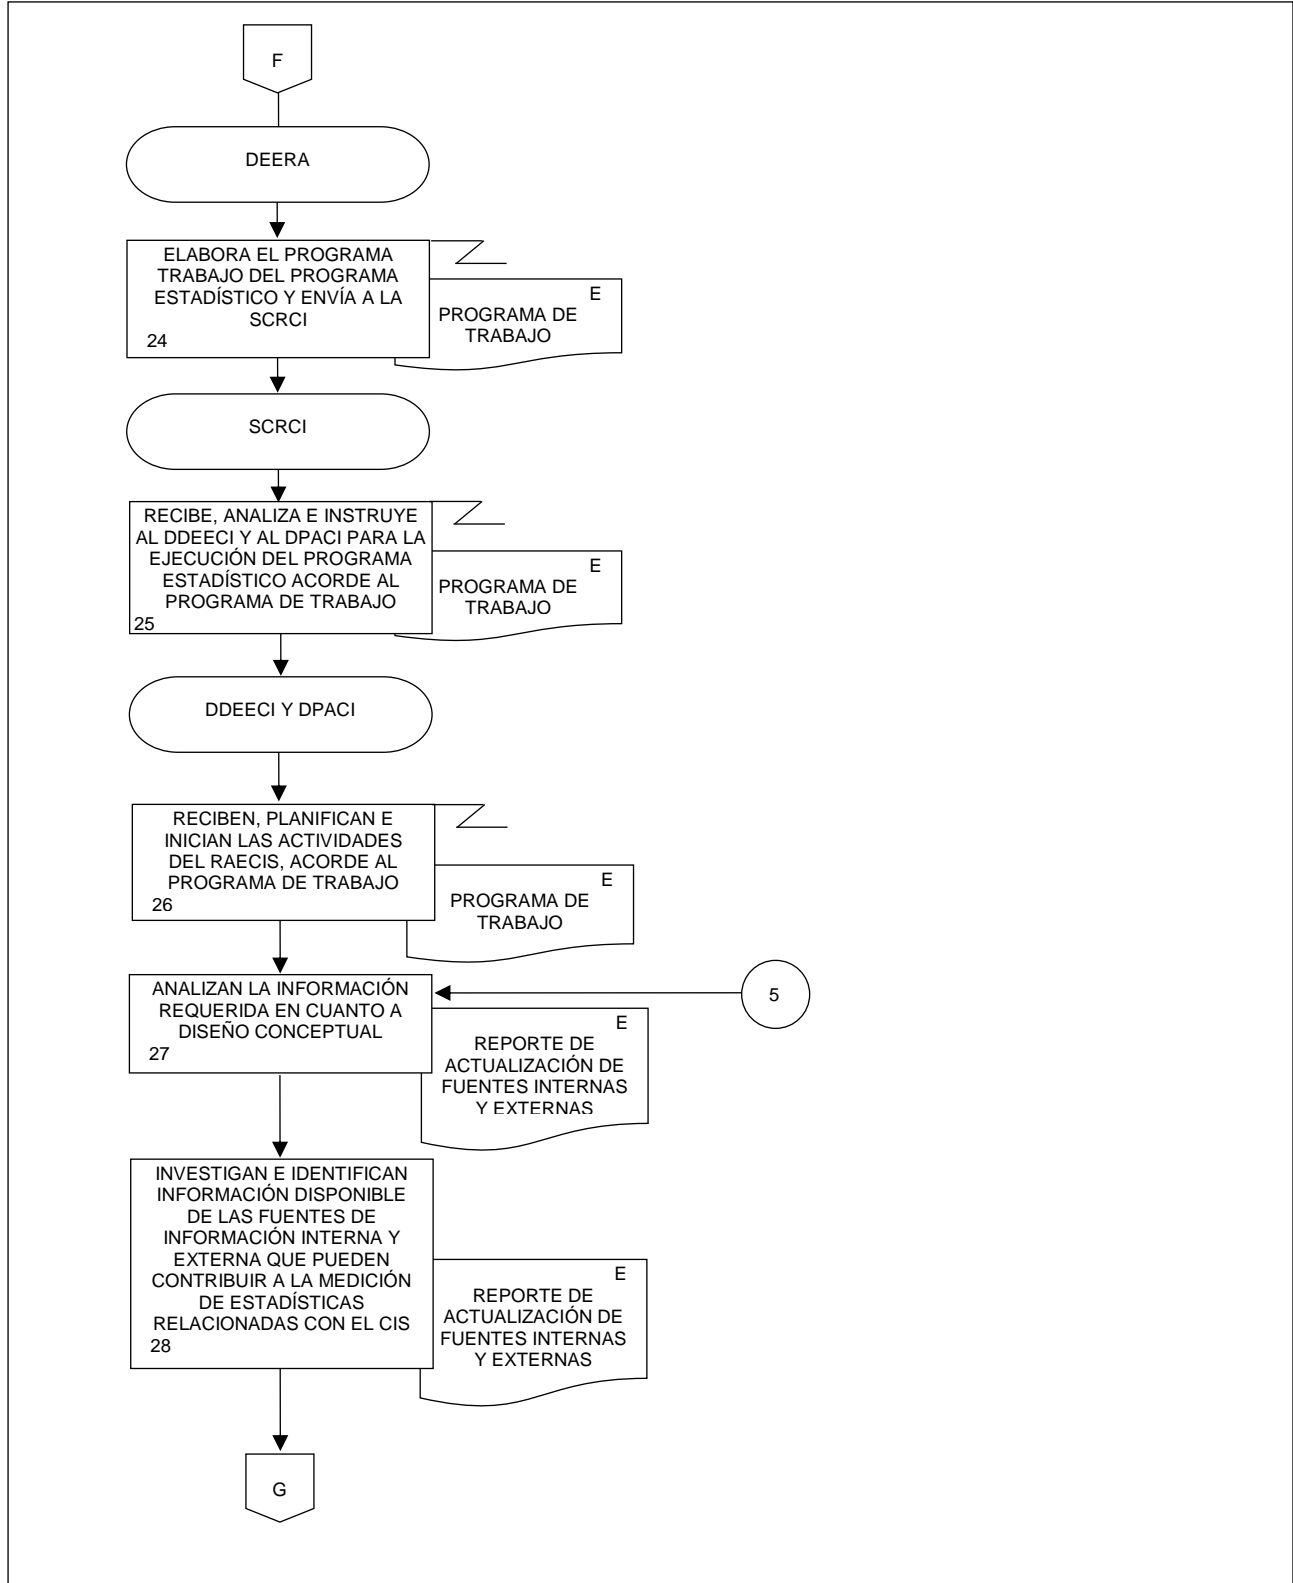 F
DEERA
ELABORA EL PROGRAMA
TRABAJO DEL PROGRAMA
ESTADÍSTICO Y ENVÍA A LA
SCRCI
24
E
PROGRAMA DE
TRABAJO
SCRCI
RECIBE, ANALIZA E INSTRUYE
AL DDEECI Y AL DPACI PARA LA
EJECUCIÓN DEL PROGRAMA
ESTADÍSTICO ACORDE AL
PROGRAMA DE TRABAJO
25
E
PROGRAMA DE
TRABAJO
DDEECI Y DPACI
RECIBEN, PLANIFICAN E
INICIAN LAS ACTIVIDADES
DEL RAECIS, ACORDE AL
PROGRAMA DE TRABAJO
26
E
PROGRAMA DE
TRABAJO
ANALIZAN LA INFORMACIÓN
REQUERIDA EN CUANTO A
DISEÑO CONCEPTUAL
27
5
E
REPORTE DE
ACTUALIZACIÓN DE
FUENTES INTERNAS
Y EXTERNAS
INVESTIGAN E IDENTIFICAN
INFORMACIÓN DISPONIBLE
DE LAS FUENTES DE
INFORMACIÓN INTERNA Y
EXTERNA QUE PUEDEN
CONTRIBUIR A LA MEDICIÓN
DE ESTADÍSTICAS
RELACIONADAS CON EL CIS
28
E
REPORTE DE
ACTUALIZACIÓN DE
FUENTES INTERNAS
Y EXTERNAS
G